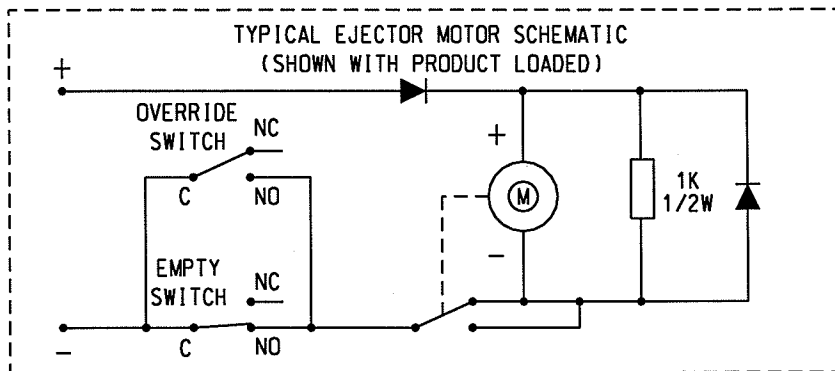 TYPICAL EJECTOR MOTOR SCHEMATIC
(SHOWN WITH PRODUCT LOADED)
+
OVERRIDE
SWITCH
NC
C
NO
+
M
-
1K
1/2W
EMPTY
SWITCH
NC
C
NO
-